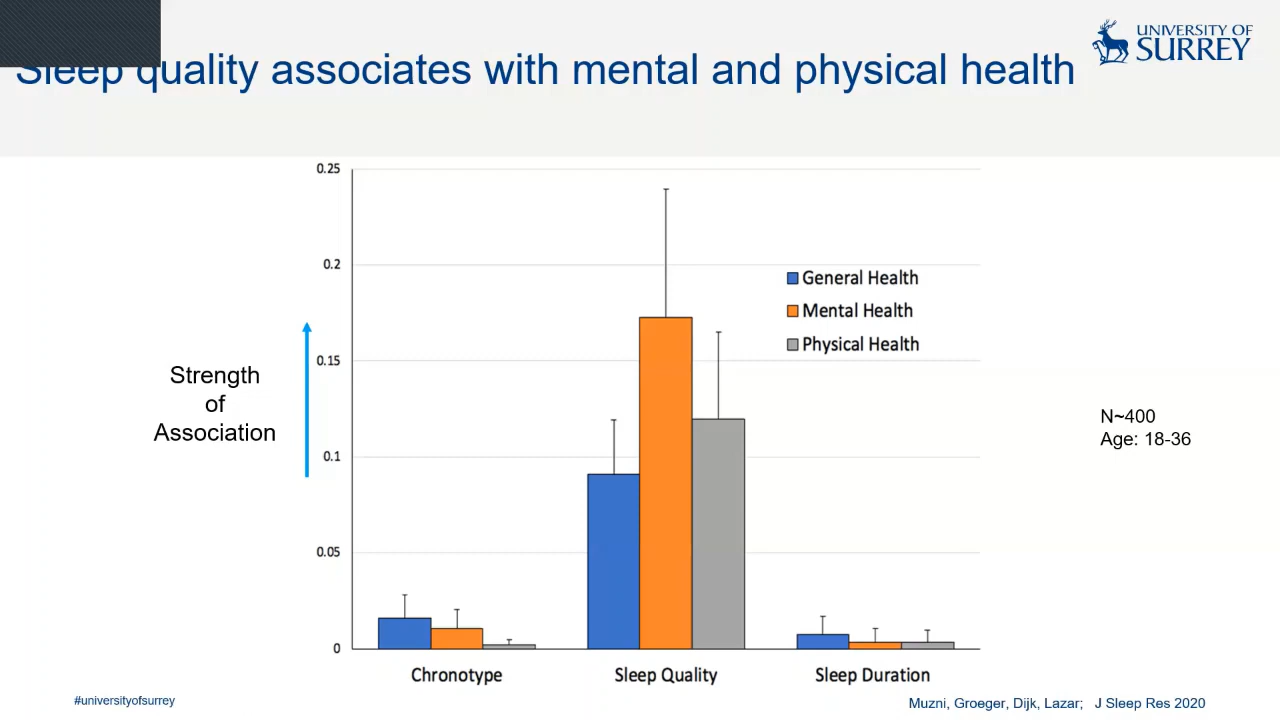 Sleep quality associates with mental and physical health
UNIVERSITY OF
SURREY
0.25
0.2
0.15
0.1
0.05
0
General Health
Mental Health
Physical Health
Strength
of
Association
N~400
Age: 18-36
Chronotype
Sleep Quality
Sleep Duration
#universityofsurrey
Muzni, Groeger, Dijk, Lazar; J Sleep Res 2020